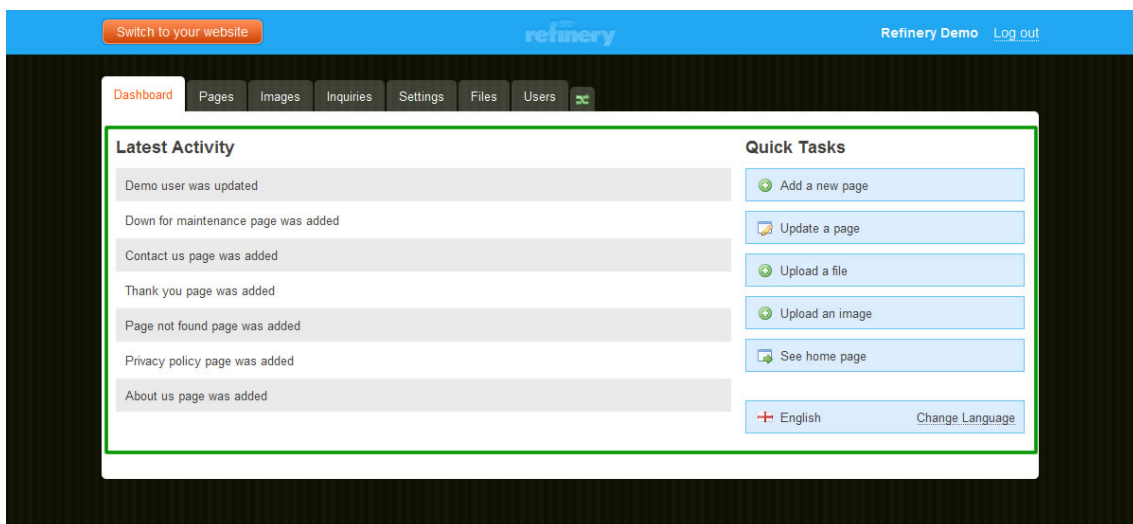 Switch to your website
refinery
Refinery Demo Log out
Dashboard Pages Images Inquiries Settings Files Users
Latest Activity
Demo user was updated
Down for maintenance page was added
Contact us page was added
Thank you page was added
Page not found page was added
Privacy policy page was added
About us page was added
Quick Tasks
Add a new page
Update a page
Upload a file
Upload an image
See home page
English Change Language